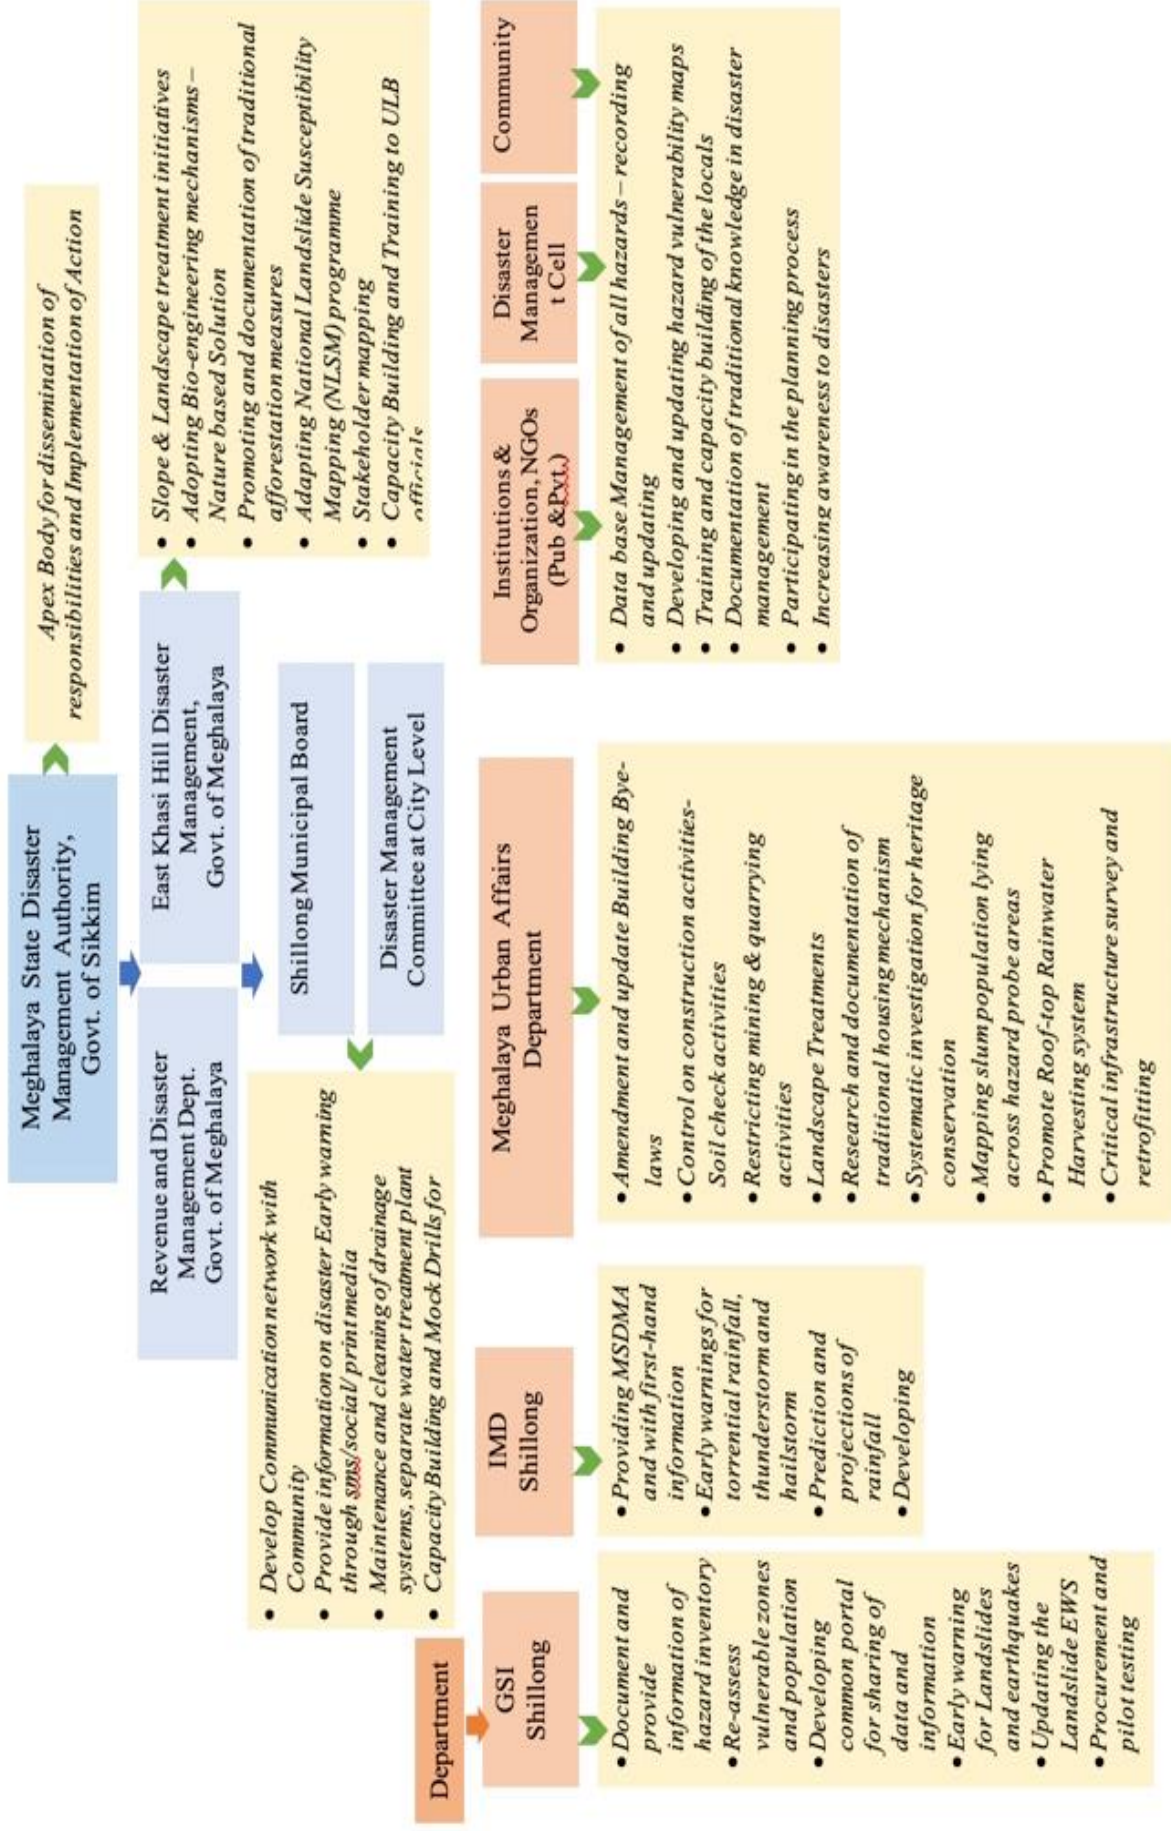 Meghalaya State Disaster
Management Authority,
Govt. of Sikkim
Apex Body for dissemination of
responsibilities and Implementation of Action
Revenue and Disaster
Management Dept.
Govt. of Meghalaya
East Khasi Hill Disaster
Management,
Govt. of Meghalaya
• Slope & Landscape treatment initiatives
• Adopting Bio-engineering mechanisms –
Nature based Solution
• Promoting and documentation of traditional
afforestation measures
• Adapting National Landslide Susceptibility
Mapping (NLSM) programme
• Stakeholder mapping
• Capacity Building and Training to ULB
officials
• Develop Communication network with
Community
• Provide information on disaster Early warning
through sms/social/ print media
• Maintenance and cleaning of drainage
systems, separate water treatment plant
• Capacity Building and Mock Drills for
Shillong Municipal Board
Disaster Management
Committee at City Level
Department
GSI
Shillong
• Document and
provide
information of
hazard inventory
• Re-assess
vulnerable zones
and population
• Developing
common portal
for sharing of
data and
information
• Early warning
for Landslides
and earthquakes
• Updating the
Landslide EWS
• Procurement and
pilot testing
IMD
Shillong
• Providing MSDMA
and with first-hand
information
• Early warnings for
torrential rainfall,
thunderstorm and
hailstorm
• Prediction and
projections of
rainfall
• Developing
Meghalaya Urban Affairs
Department
• Amendment and update Building Bye-
laws
• Control on construction activities-
Soil check activities
• Restricting mining & quarrying
activities
• Landscape Treatments
• Research and documentation of
traditional housing mechanism
• Systematic investigation for heritage
conservation
• Mapping slum population lying
across hazard probe areas
• Promote Roof-top Rainwater
Harvesting system
• Critical infrastructure survey and
retrofitting
Institutions &
Organization, NGOs
(Pub &Pvt.)
Disaster
Managemen
t Cell
Community
• Data base Management of all hazards – recording
and updating
• Developing and updating hazard vulnerability maps
• Training and capacity building of the locals
• Documentation of traditional knowledge in disaster
management
• Participating in the planning process
• Increasing awareness to disasters